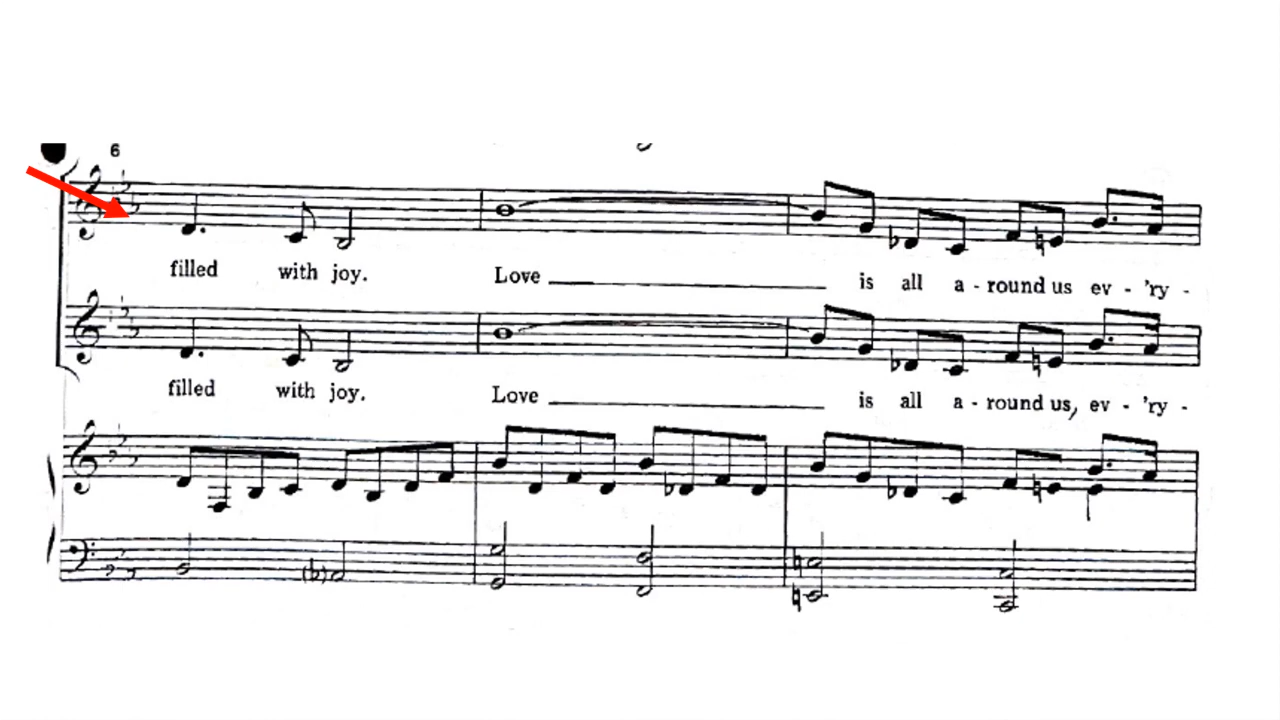 6
filled with joy. Love is all a - round us ev - 'ry -
filled with joy. Love is all a - round us, ev - 'ry -